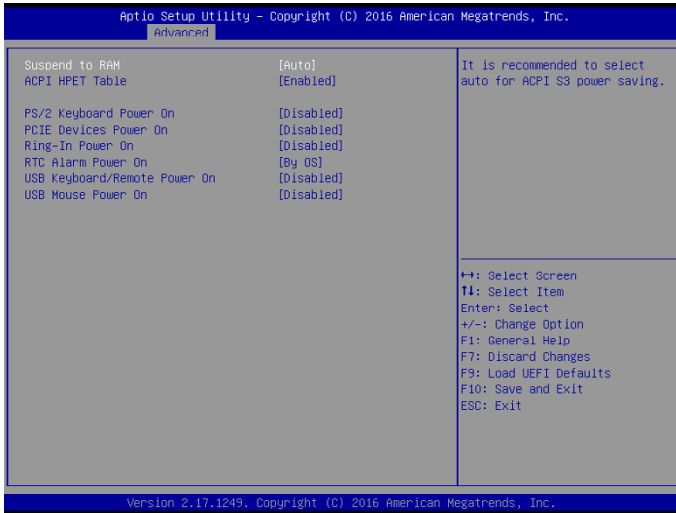 Aptio Setup Utility – Copyright (C) 2016 American Megatrends, Inc.
Advanced
Suspend to RAM [Auto]
ACPI HPET Table [Enabled]
PS/2 Keyboard Power On [Disabled]
PCIE Devices Power On [Disabled]
Ring-In Power On [Disabled]
RTC Alarm Power On [By OS]
USB Keyboard/Remote Power On [Disabled]
USB Mouse Power On [Disabled]
It is recommended to select
auto for ACPI S3 power saving.
↔: Select Screen
↑↓: Select Item
Enter: Select
+/-: Change Option
F1: General Help
F7: Discard Changes
F9: Load UEFI Defaults
F10: Save and Exit
ESC: Exit
Version 2.17.1249. Copyright (C) 2016 American Megatrends, Inc.